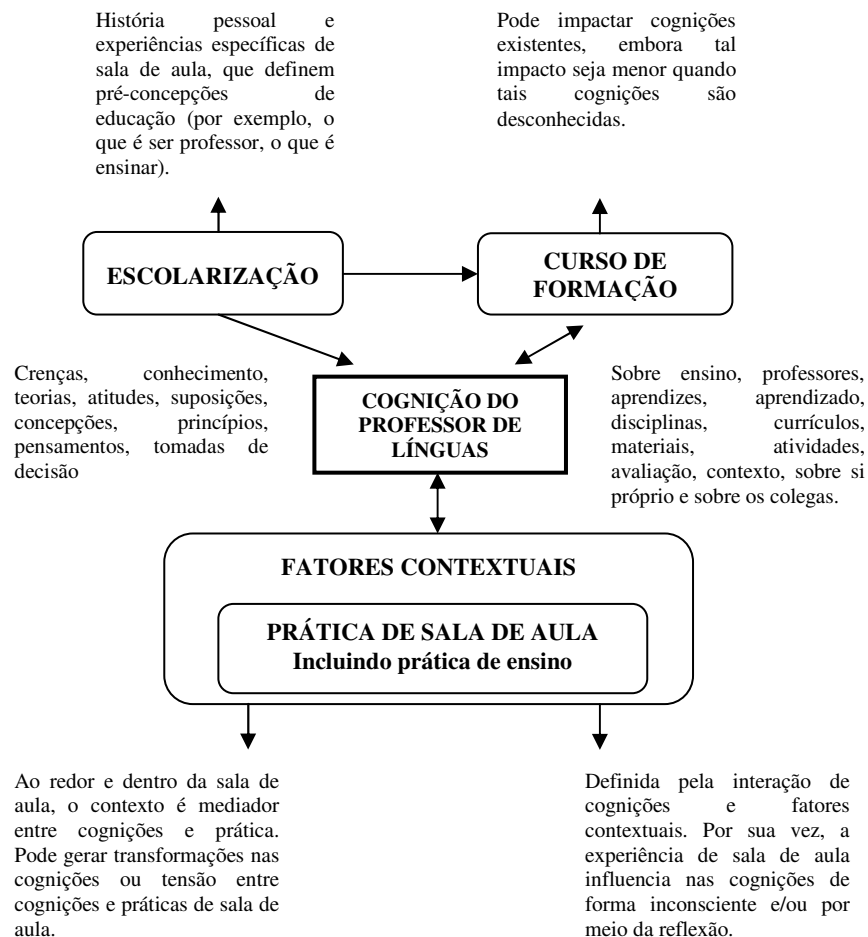 História pessoal e
experiências específicas de
sala de aula, que definem
pré-concepções de
educação (por exemplo, o
que é ser professor, o que é
ensinar).
Pode impactar cognições
existentes, embora tal
impacto seja menor quando
tais cognições são
desconhecidas.
ESCOLARIZAÇÃO
CURSO DE
FORMAÇÃO
Crenças, conhecimento,
teorias, atitudes, suposições,
concepções, princípios,
pensamentos, tomadas de
decisão
COGNIÇÃO DO
PROFESSOR DE
LÍNGUAS
Sobre ensino, professores,
aprendizes, aprendizado,
disciplinas, currículos,
materiais, atividades,
avaliação, contexto, sobre si
próprio e sobre os colegas.
FATORES CONTEXTUAIS
PRÁTICA DE SALA DE AULA
Incluindo prática de ensino
Ao redor e dentro da sala de
aula, o contexto é mediador
entre cognições e prática.
Pode gerar transformações nas
cognições ou tensão entre
cognições e práticas de sala de
aula.
Definida pela interação de
cognições e fatores
contextuais. Por sua vez, a
experiência de sala de aula
influencia nas cognições de
forma inconsciente e/ou por
meio da reflexão.